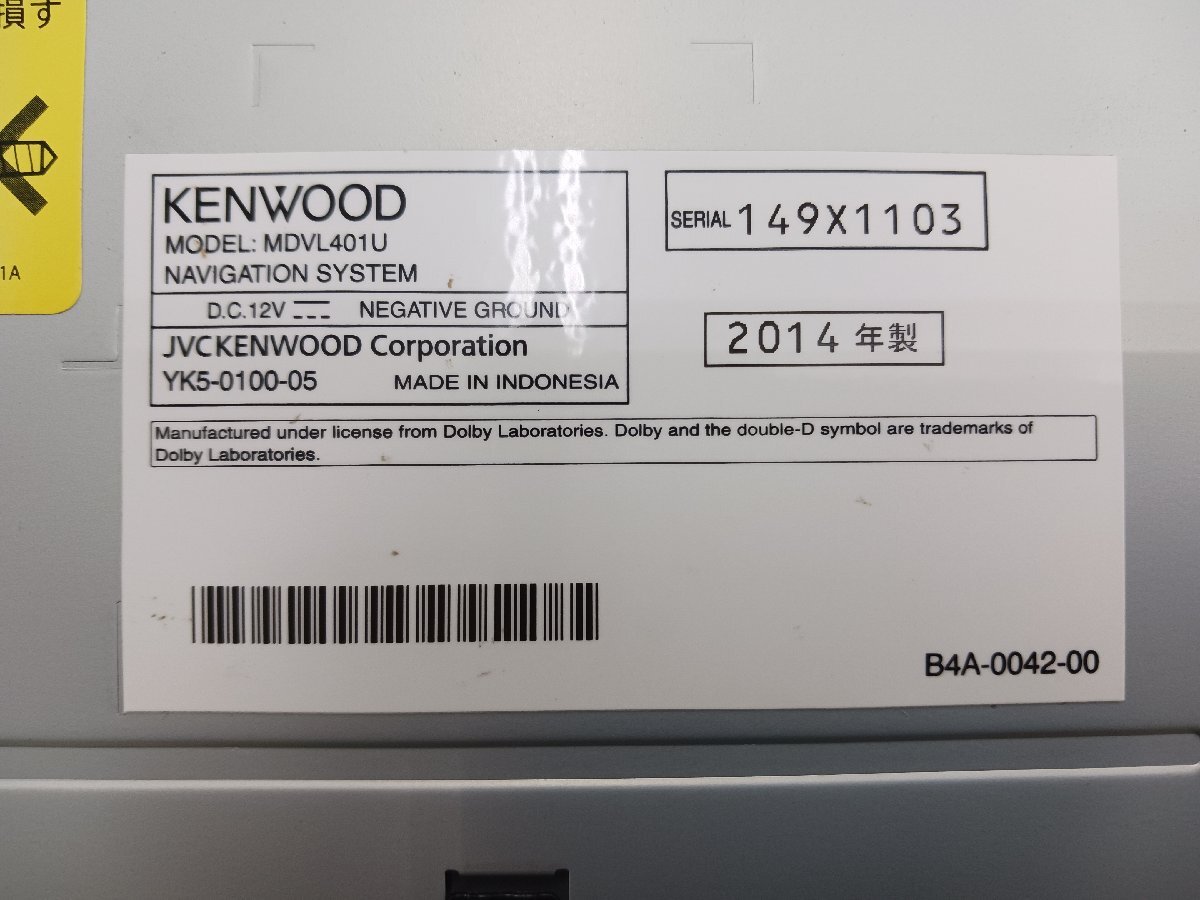 損す
1A
KENWOOD
MODEL: MDVL401U
NAVIGATION SYSTEM
D.C.12V NEGATIVE GROUND
JVCKENWOOD Corporation
YK5-0100-05 MADE IN INDONESIA
SERIAL 149X1103
2014 年製
Manufactured under license from Dolby Laboratories. Dolby and the double-D symbol are trademarks of
Dolby Laboratories.
B4A-0042-00